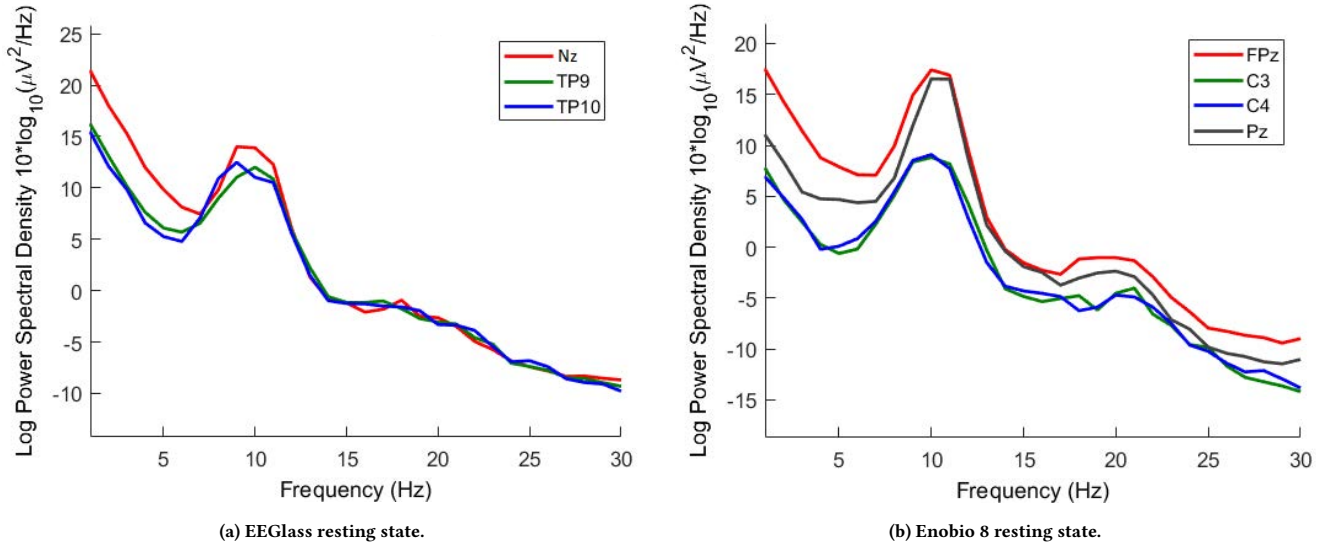 Log Power Spectral Density 10*log10(μV2/Hz)
25
20
15
10
5
0
-5
-10
5
10
15
20
25
30
Frequency (Hz)
Nz
TP9
TP10
(a) EEGlass resting state.
Log Power Spectral Density 10*log10(μV2/Hz)
20
15
10
5
0
-5
-10
-15
5
10
15
20
25
30
Frequency (Hz)
FPz
C3
C4
Pz
(b) Enobio 8 resting state.